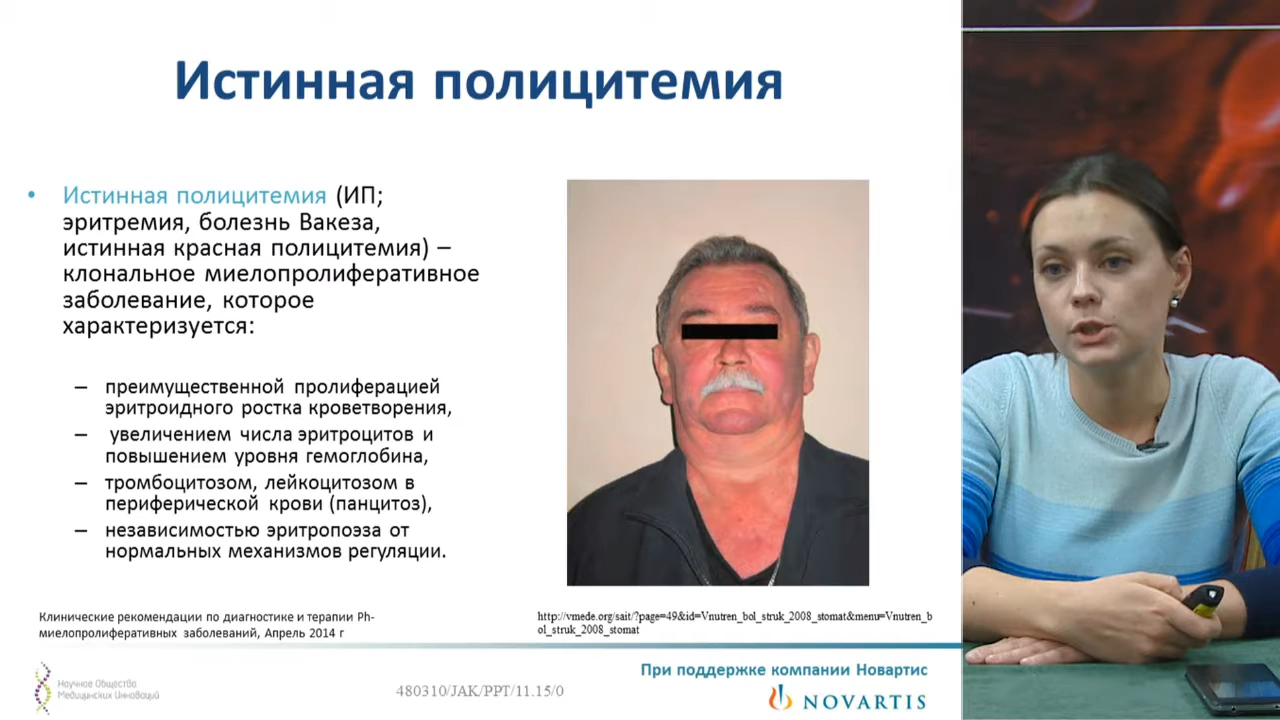 Истинная полицитемия
• Истинная полицитемия (ИП;
эритремия, болезнь Вакеза,
истинная красная полицитемия) –
клональное миелопролиферативное
заболевание, которое
характеризуется:
– преимущественной пролиферацией
эритроидного ростка кроветворения,
– увеличением числа эритроцитов и
повышением уровня гемоглобина,
– тромбоцитозом, лейкоцитозом в
периферической крови (панцитоз),
– независимостью эритропоэза от
нормальных механизмов регуляции.
Клинические рекомендации по диагностике и терапии Ph-
миелопролиферативных заболеваний, Апрель 2014 г
http://vmede.org/sait/?page=49&id=Vnutren_bol_struk_2008_stomat&menu=Vnutren_b
ol_struk_2008_stomat
Научное Общество
Медицинских Инноваций
480310/JAK/PPT/11.15/0
При поддержке компании Новартис
NOVARTIS